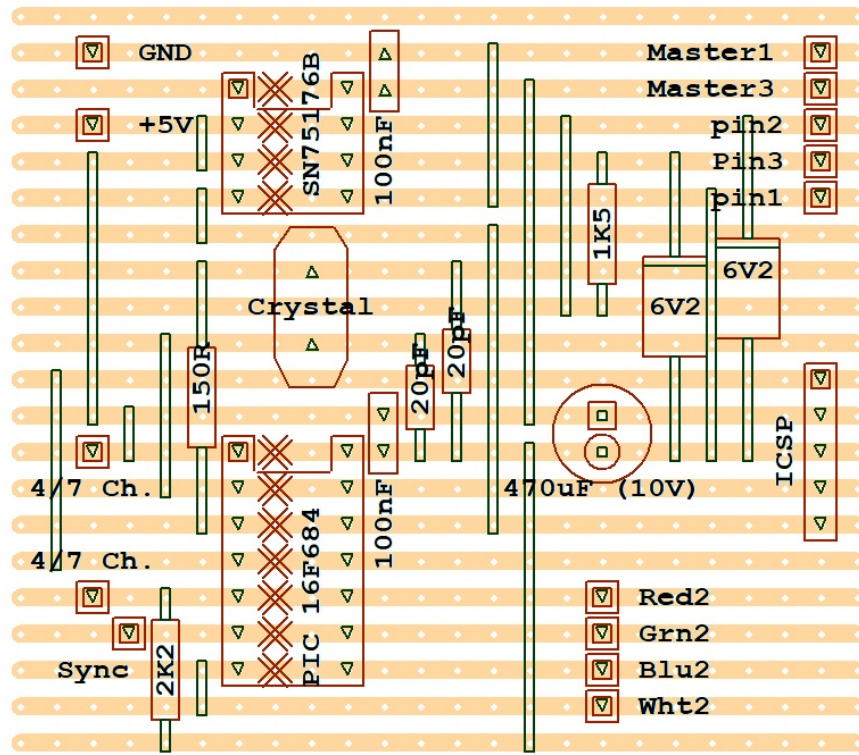 GND
Master1
Master3
+5V
pin2
Pin3
pin1
SN75176B
100nF
1K5
6V2
6V2
Crystal
20pF
20pF
150R
ICSP
4/7 Ch.
470uF (10V)
100nF
PIC 16F684
4/7 Ch.
Red2
Grn2
Sync
2K2
Blu2
Wht2